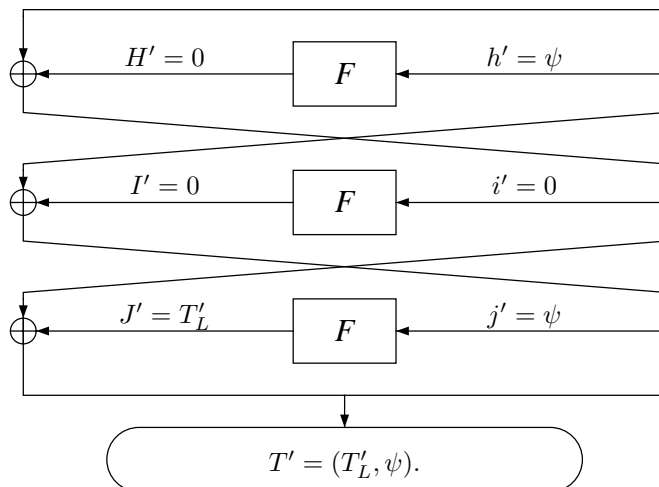 H′ = 0 F h′ = ψ
I′ = 0 F i′ = 0
J′ = T′_L F j′ = ψ
T′ = (T′_L, ψ).